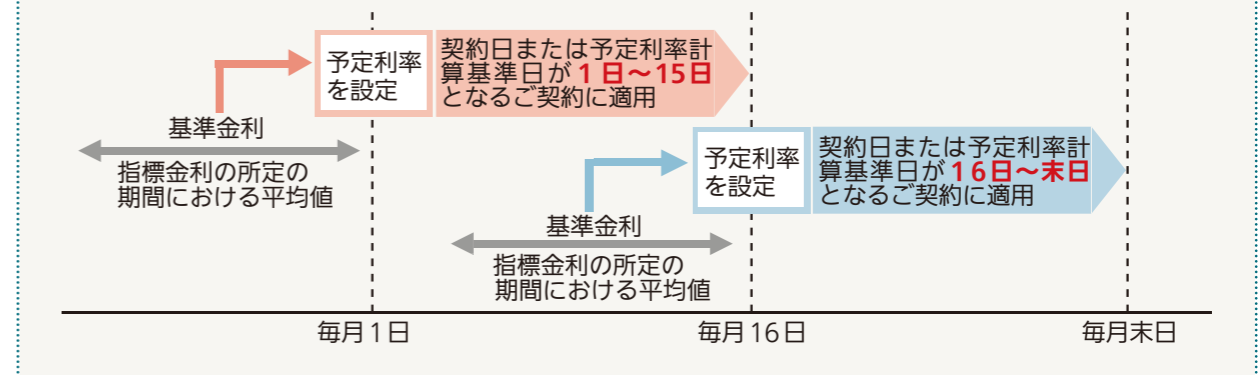 予定利率
を設定
契約日または予定利率計
算基準日が1日～15日
となるご契約に適用
基準金利
指標金利の所定の
期間における平均値
予定利率
を設定
契約日または予定利率計
算基準日が16日～末日
となるご契約に適用
基準金利
指標金利の所定の
期間における平均値
毎月1日
毎月16日
毎月末日